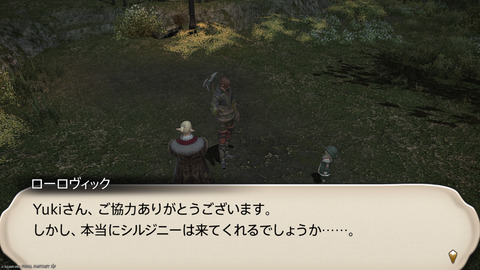 ローロヴィック
Yukiさん、ご協力ありがとうございます。
しかし、本当にシルジニーは来てくれるでしょうか……。